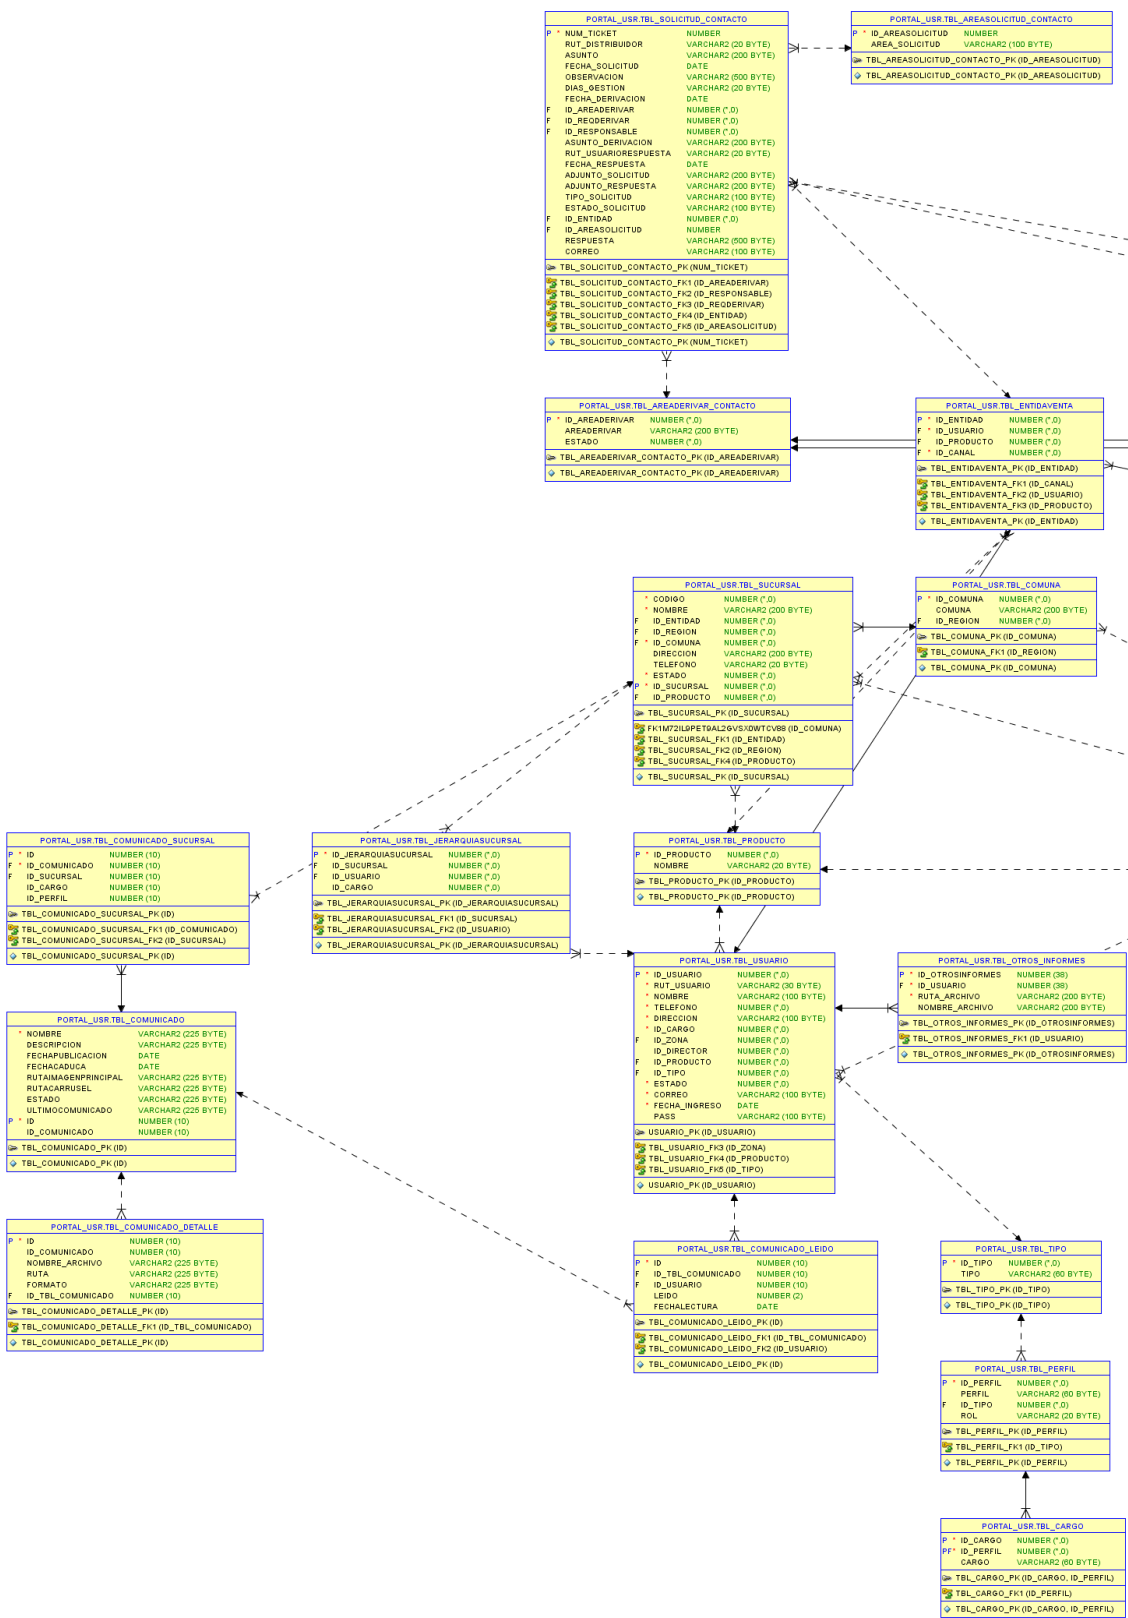 PORTAL_USR.TBL_SOLICITUD_CONTACTO
P * NUM_TICKET NUMBER
RUT_DISTRIBUIDOR VARCHAR2 (20 BYTE)
ASUNTO VARCHAR2 (200 BYTE)
FECHA_SOLICITUD DATE
OBSERVACION VARCHAR2 (500 BYTE)
DIAS_GESTION VARCHAR2 (20 BYTE)
FECHA_DERIVACION DATE
F ID_AREADERIVAR NUMBER (*,0)
F ID_REQDERIVAR NUMBER (*,0)
F ID_RESPONSABLE NUMBER (*,0)
ASUNTO_DERIVACION VARCHAR2 (200 BYTE)
RUT_USUARIORESPUESTA VARCHAR2 (20 BYTE)
FECHA_RESPUESTA DATE
ADJUNTO_SOLICITUD VARCHAR2 (200 BYTE)
ADJUNTO_RESPUESTA VARCHAR2 (200 BYTE)
TIPO_SOLICITUD VARCHAR2 (100 BYTE)
ESTADO_SOLICITUD VARCHAR2 (100 BYTE)
F ID_ENTIDAD NUMBER (*,0)
F ID_AREASOLICITUD NUMBER
RESPUESTA VARCHAR2 (500 BYTE)
CORREO VARCHAR2 (100 BYTE)
TBL_SOLICITUD_CONTACTO_PK (NUM_TICKET)
TBL_SOLICITUD_CONTACTO_FK1 (ID_AREADERIVAR)
TBL_SOLICITUD_CONTACTO_FK2 (ID_RESPONSABLE)
TBL_SOLICITUD_CONTACTO_FK3 (ID_REQDERIVAR)
TBL_SOLICITUD_CONTACTO_FK4 (ID_ENTIDAD)
TBL_SOLICITUD_CONTACTO_FK5 (ID_AREASOLICITUD)
TBL_SOLICITUD_CONTACTO_PK (NUM_TICKET)
PORTAL_USR.TBL_AREASOLICITUD_CONTACTO
P * ID_AREASOLICITUD NUMBER
AREA_SOLICITUD VARCHAR2 (100 BYTE)
TBL_AREASOLICITUD_CONTACTO_PK (ID_AREASOLICITUD)
TBL_AREASOLICITUD_CONTACTO_PK (ID_AREASOLICITUD)
PORTAL_USR.TBL_AREADERIVAR_CONTACTO
P * ID_AREADERIVAR NUMBER (*,0)
AREADERIVAR VARCHAR2 (200 BYTE)
ESTADO NUMBER (*,0)
TBL_AREADERIVAR_CONTACTO_PK (ID_AREADERIVAR)
TBL_AREADERIVAR_CONTACTO_PK (ID_AREADERIVAR)
PORTAL_USR.TBL_ENTIDAVENTA
P * ID_ENTIDAD NUMBER (*,0)
F * ID_USUARIO NUMBER (*,0)
F ID_PRODUCTO NUMBER (*,0)
F * ID_CANAL NUMBER (*,0)
TBL_ENTIDAVENTA_PK (ID_ENTIDAD)
TBL_ENTIDAVENTA_FK1 (ID_CANAL)
TBL_ENTIDAVENTA_FK2 (ID_USUARIO)
TBL_ENTIDAVENTA_FK3 (ID_PRODUCTO)
TBL_ENTIDAVENTA_PK (ID_ENTIDAD)
PORTAL_USR.TBL_SUCURSAL
* CODIGO NUMBER (*,0)
* NOMBRE VARCHAR2 (200 BYTE)
F ID_ENTIDAD NUMBER (*,0)
F ID_REGION NUMBER (*,0)
F * ID_COMUNA NUMBER (*,0)
DIRECCION VARCHAR2 (200 BYTE)
TELEFONO VARCHAR2 (20 BYTE)
* ESTADO NUMBER (*,0)
P * ID_SUCURSAL NUMBER (*,0)
F ID_PRODUCTO NUMBER (*,0)
TBL_SUCURSAL_PK (ID_SUCURSAL)
FK1M72IL9PET9AL2GVSX0WTCV88 (ID_COMUNA)
TBL_SUCURSAL_FK1 (ID_ENTIDAD)
TBL_SUCURSAL_FK2 (ID_REGION)
TBL_SUCURSAL_FK4 (ID_PRODUCTO)
TBL_SUCURSAL_PK (ID_SUCURSAL)
PORTAL_USR.TBL_COMUNA
P * ID_COMUNA NUMBER (*,0)
COMUNA VARCHAR2 (200 BYTE)
F ID_REGION NUMBER (*,0)
TBL_COMUNA_PK (ID_COMUNA)
TBL_COMUNA_FK1 (ID_REGION)
TBL_COMUNA_PK (ID_COMUNA)
PORTAL_USR.TBL_COMUNICADO_SUCURSAL
P * ID NUMBER (10)
F * ID_COMUNICADO NUMBER (10)
F ID_SUCURSAL NUMBER (10)
ID_CARGO NUMBER (10)
ID_PERFIL NUMBER (10)
TBL_COMUNICADO_SUCURSAL_PK (ID)
TBL_COMUNICADO_SUCURSAL_FK1 (ID_COMUNICADO)
TBL_COMUNICADO_SUCURSAL_FK2 (ID_SUCURSAL)
TBL_COMUNICADO_SUCURSAL_PK (ID)
PORTAL_USR.TBL_JERARQUIASUCURSAL
P * ID_JERARQUIASUCURSAL NUMBER (*,0)
F ID_SUCURSAL NUMBER (*,0)
F ID_USUARIO NUMBER (*,0)
ID_CARGO NUMBER (*,0)
TBL_JERARQUIASUCURSAL_PK (ID_JERARQUIASUCURSAL)
TBL_JERARQUIASUCURSAL_FK1 (ID_SUCURSAL)
TBL_JERARQUIASUCURSAL_FK2 (ID_USUARIO)
TBL_JERARQUIASUCURSAL_PK (ID_JERARQUIASUCURSAL)
PORTAL_USR.TBL_PRODUCTO
P * ID_PRODUCTO NUMBER (*,0)
NOMBRE VARCHAR2 (20 BYTE)
TBL_PRODUCTO_PK (ID_PRODUCTO)
TBL_PRODUCTO_PK (ID_PRODUCTO)
PORTAL_USR.TBL_USUARIO
P * ID_USUARIO NUMBER (*,0)
* RUT_USUARIO VARCHAR2 (30 BYTE)
* NOMBRE VARCHAR2 (100 BYTE)
* TELEFONO NUMBER (*,0)
* DIRECCION VARCHAR2 (100 BYTE)
* ID_CARGO NUMBER (*,0)
F ID_ZONA NUMBER (*,0)
ID_DIRECTOR NUMBER (*,0)
F ID_PRODUCTO NUMBER (*,0)
F ID_TIPO NUMBER (*,0)
* ESTADO NUMBER (*,0)
* CORREO VARCHAR2 (100 BYTE)
* FECHA_INGRESO DATE
PASS VARCHAR2 (100 BYTE)
USUARIO_PK (ID_USUARIO)
TBL_USUARIO_FK3 (ID_ZONA)
TBL_USUARIO_FK4 (ID_PRODUCTO)
TBL_USUARIO_FK5 (ID_TIPO)
USUARIO_PK (ID_USUARIO)
PORTAL_USR.TBL_OTROS_INFORMES
P * ID_OTROSINFORMES NUMBER (38)
F * ID_USUARIO NUMBER (38)
* RUTA_ARCHIVO VARCHAR2 (200 BYTE)
* NOMBRE_ARCHIVO VARCHAR2 (200 BYTE)
TBL_OTROS_INFORMES_PK (ID_OTROSINFORMES)
TBL_OTROS_INFORMES_FK1 (ID_USUARIO)
TBL_OTROS_INFORMES_PK (ID_OTROSINFORMES)
PORTAL_USR.TBL_COMUNICADO
* NOMBRE VARCHAR2 (225 BYTE)
DESCRIPCION VARCHAR2 (225 BYTE)
FECHAPUBLICACION DATE
FECHACADUCA DATE
RUTAIMAGENPRINCIPAL VARCHAR2 (225 BYTE)
RUTACARRUSEL VARCHAR2 (225 BYTE)
ESTADO VARCHAR2 (225 BYTE)
ULTIMOCOMUNICADO VARCHAR2 (225 BYTE)
P * ID NUMBER (10)
ID_COMUNICADO NUMBER (10)
TBL_COMUNICADO_PK (ID)
TBL_COMUNICADO_PK (ID)
PORTAL_USR.TBL_COMUNICADO_DETALLE
P * ID NUMBER (10)
ID_COMUNICADO NUMBER (10)
NOMBRE_ARCHIVO VARCHAR2 (225 BYTE)
RUTA VARCHAR2 (225 BYTE)
FORMATO VARCHAR2 (225 BYTE)
F ID_TBL_COMUNICADO NUMBER (10)
TBL_COMUNICADO_DETALLE_PK (ID)
TBL_COMUNICADO_DETALLE_FK1 (ID_TBL_COMUNICADO)
TBL_COMUNICADO_DETALLE_PK (ID)
PORTAL_USR.TBL_COMUNICADO_LEIDO
P * ID NUMBER (10)
F ID_TBL_COMUNICADO NUMBER (10)
F ID_USUARIO NUMBER (10)
LEIDO NUMBER (2)
FECHALECTURA DATE
TBL_COMUNICADO_LEIDO_PK (ID)
TBL_COMUNICADO_LEIDO_FK1 (ID_TBL_COMUNICADO)
TBL_COMUNICADO_LEIDO_FK2 (ID_USUARIO)
TBL_COMUNICADO_LEIDO_PK (ID)
PORTAL_USR.TBL_TIPO
P * ID_TIPO NUMBER (*,0)
TIPO VARCHAR2 (60 BYTE)
TBL_TIPO_PK (ID_TIPO)
TBL_TIPO_PK (ID_TIPO)
PORTAL_USR.TBL_PERFIL
P * ID_PERFIL NUMBER (*,0)
PERFIL VARCHAR2 (60 BYTE)
F ID_TIPO NUMBER (*,0)
ROL VARCHAR2 (20 BYTE)
TBL_PERFIL_PK (ID_PERFIL)
TBL_PERFIL_FK1 (ID_TIPO)
TBL_PERFIL_PK (ID_PERFIL)
PORTAL_USR.TBL_CARGO
P * ID_CARGO NUMBER (*,0)
PF* ID_PERFIL NUMBER (*,0)
CARGO VARCHAR2 (60 BYTE)
TBL_CARGO_PK (ID_CARGO, ID_PERFIL)
TBL_CARGO_FK1 (ID_PERFIL)
TBL_CARGO_PK (ID_CARGO, ID_PERFIL)